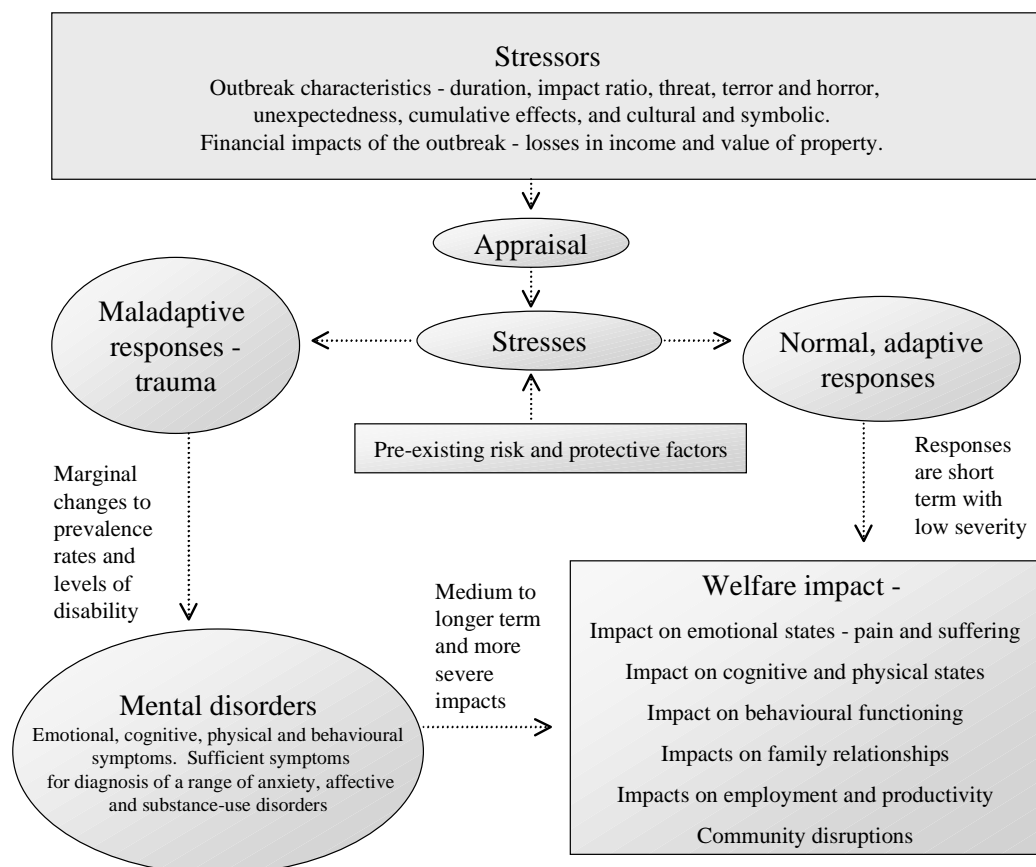 Stressors
Outbreak characteristics - duration, impact ratio, threat, terror and horror,
unexpectedness, cumulative effects, and cultural and symbolic.
Financial impacts of the outbreak - losses in income and value of property.
Appraisal
Maladaptive
responses -
trauma
Stresses
Normal, adaptive
responses
Pre-existing risk and protective factors
Marginal
changes to
prevalence
rates and
levels of
disability
Responses
are short
term with
low severity
Medium to
longer term
and more
severe
impacts
Mental disorders
Emotional, cognitive, physical and behavioural
symptoms.  Sufficient symptoms
for diagnosis of a range of anxiety, affective
and substance-use disorders
Welfare impact -
Impact on emotional states - pain and suffering
Impact on cognitive and physical states
Impact on behavioural functioning
Impacts on family relationships
Impacts on employment and productivity
Community disruptions